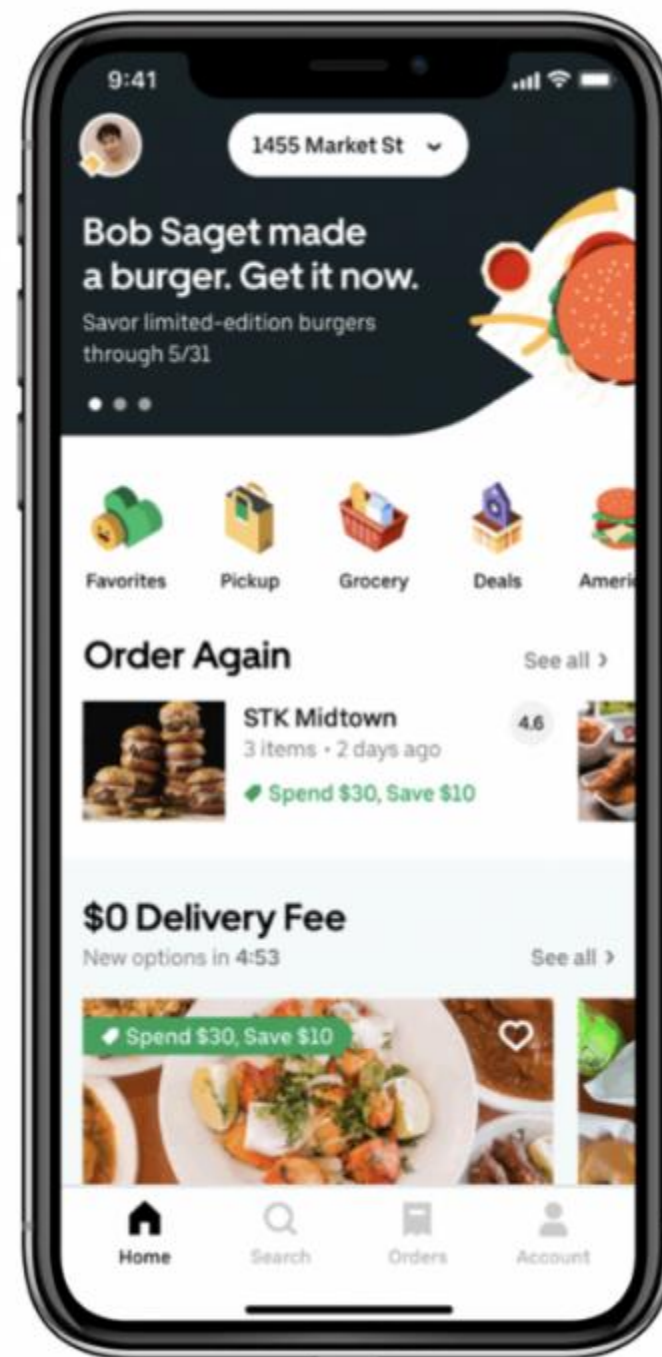 9:41
1455 Market St
Bob Saget made
a burger. Get it now.
Savor limited-edition burgers
through 5/31
Favorites
Pickup
Grocery
Deals
Ameri
Order Again
See all
STK Midtown
4.6
3 items • 2 days ago
Spend $30, Save $10
$0 Delivery Fee
New options in 4:53
See all
Spend $30, Save $10
Home
Search
Orders
Account